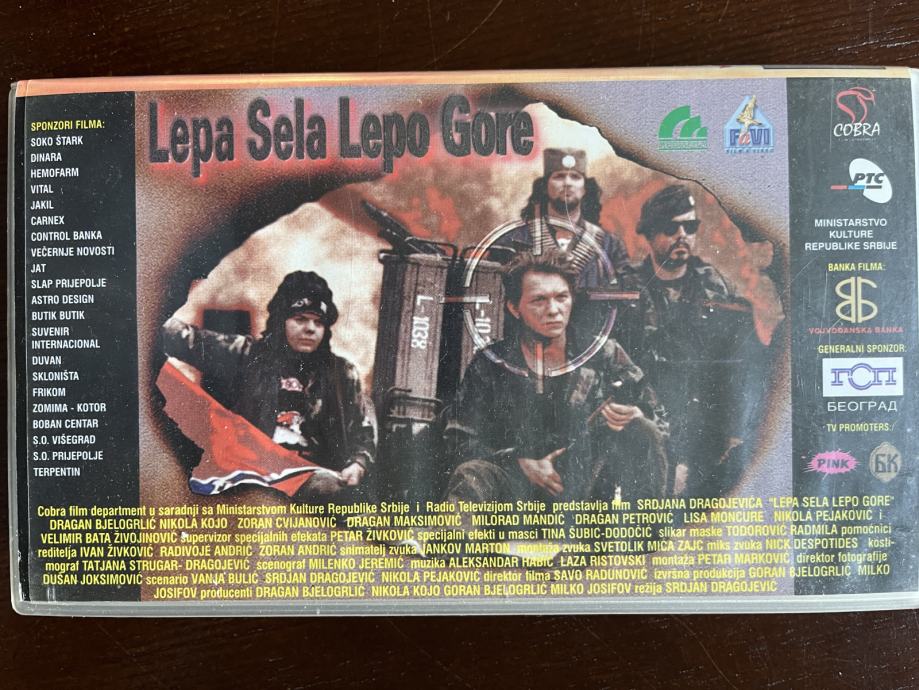 Lepa Sela Lepo Gore
SPONZORI FILMA:
SOKO ŠTARK
DINARA
HEMOFARM
VITAL
JAKIL
CARNEX
CONTROL BANKA
VEČERNJE NOVOSTI
JAT
SLAP PRIJEPOLJE
ASTRO DESIGN
BUTIK BUTIK
SUVENIR
INTERNACIONAL
DUVAN
SKLONIŠTA
FRIKOM
ZOMIMA - KOTOR
BOBAN CENTAR
S.O. VIŠEGRAD
S.O. PRIJEPOLJE
TERPENTIN
L-1038
FiVI
FILM & VIDEO
COBRA
РТС
MINISTARSTVO
KULTURE
REPUBLIKE SRBIJE
BANKA FILMA:
VOJVOĐANSKA BANKA
GENERALNI SPONZOR:
ГСП
БЕОГРАД
TV PROMOTERS:
PINK
БК
Cobra film department u saradnji sa Ministarstvom Kulture Republike Srbije i Radio Televizijom Srbije predstavlja film SRDJANA DRAGOJEVIĆA "LEPA SELA LEPO GORE"
DRAGAN BJELOGRLIĆ NIKOLA KOJO ZORAN CVIJANOVIĆ DRAGAN MAKSIMOVIĆ MILORAD MANDIĆ DRAGAN PETROVIĆ LISA MONCURE NIKOLA PEJAKOVIĆ i
VELIMIR BATA ŽIVOJINOVIĆ supervizor specijalnih efekata PETAR ŽIVKOVIĆ specijalni efekti u masci TINA ŠUBIC-DODOČIĆ slikar maske TODOROVIĆ RADMILA pomoćnici
reditelja IVAN ŽIVKOVIĆ RADIVOJE ANDRIĆ ZORAN ANDRIĆ snimatelj zvuka JANKOV MARTON montaža zvuka SVETOLIK MIĆA ZAJC miks zvuka NICK DESPOTIDES kosti-
mograf TATJANA STRUGAR- DRAGOJEVIĆ scenograf MILENKO JEREMIĆ muzika ALEKSANDAR HABIĆ LAZA RISTOVSKI montaža PETAR MARKOVIĆ direktor fotografije
DUŠAN JOKSIMOVIĆ scenario VANJA BULIĆ SRDJAN DRAGOJEVIĆ NIKOLA PEJAKOVIĆ direktor filma SAVO RADUNOVIĆ izvršna produkcija GORAN BJELOGRLIĆ MILKO
JOSIFOV producenti DRAGAN BJELOGRLIĆ NIKOLA KOJO GORAN BJELOGRLIĆ MILKO JOSIFOV režija SRDJAN DRAGOJEVIĆ